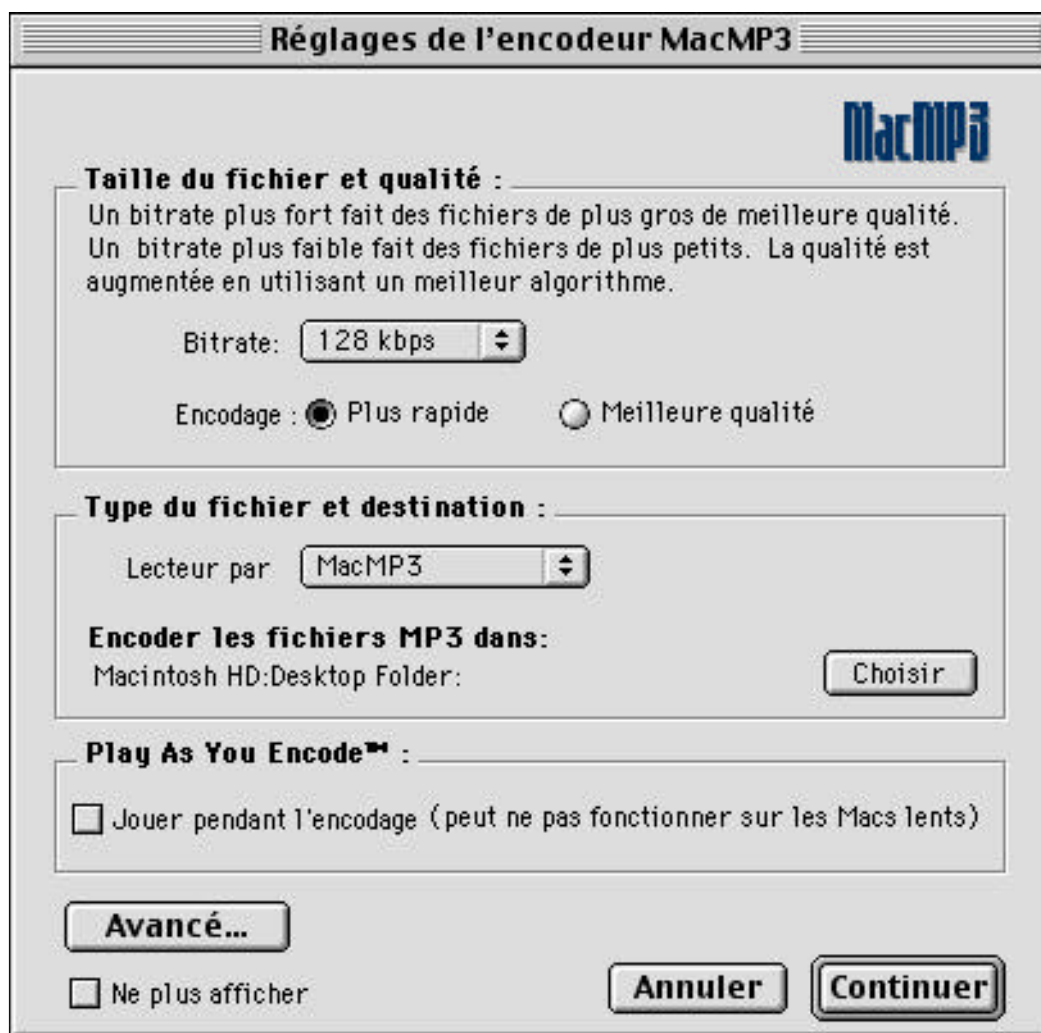 Réglages de l'encodeur MacMP3
MacMP3
Taille du fichier et qualité :
Un bitrate plus fort fait des fichiers de plus gros de meilleure qualité.
Un bitrate plus faible fait des fichiers de plus petits. La qualité est
augmentée en utilisant un meilleur algorithme.
Bitrate: 128 kbps
Encodage : Plus rapide Meilleure qualité
Type du fichier et destination :
Lecteur par MacMP3
Encoder les fichiers MP3 dans:
Macintosh HD:Desktop Folder: Choisir
Play As You Encode™ :
Jouer pendant l'encodage (peut ne pas fonctionner sur les Macs lents)
Avancé...
Ne plus afficher Annuler Continuer